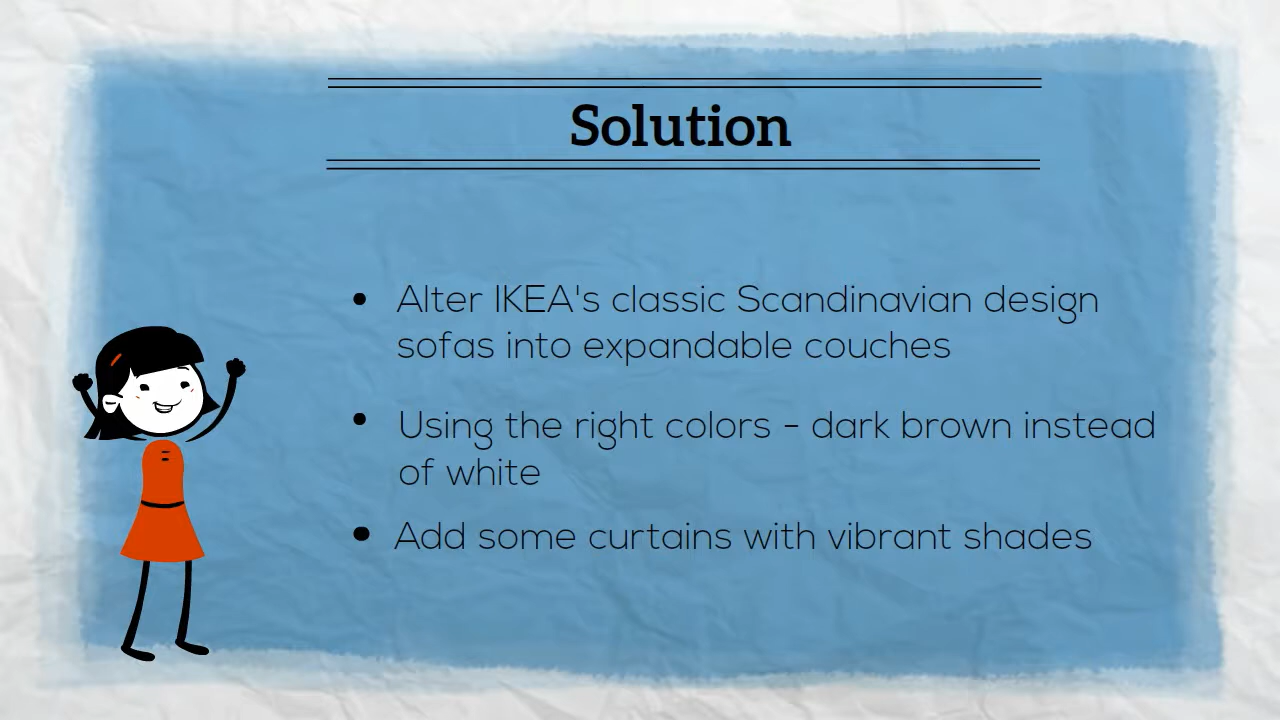 Solution
• Alter IKEA's classic Scandinavian design
sofas into expandable couches
• Using the right colors - dark brown instead
of white
• Add some curtains with vibrant shades